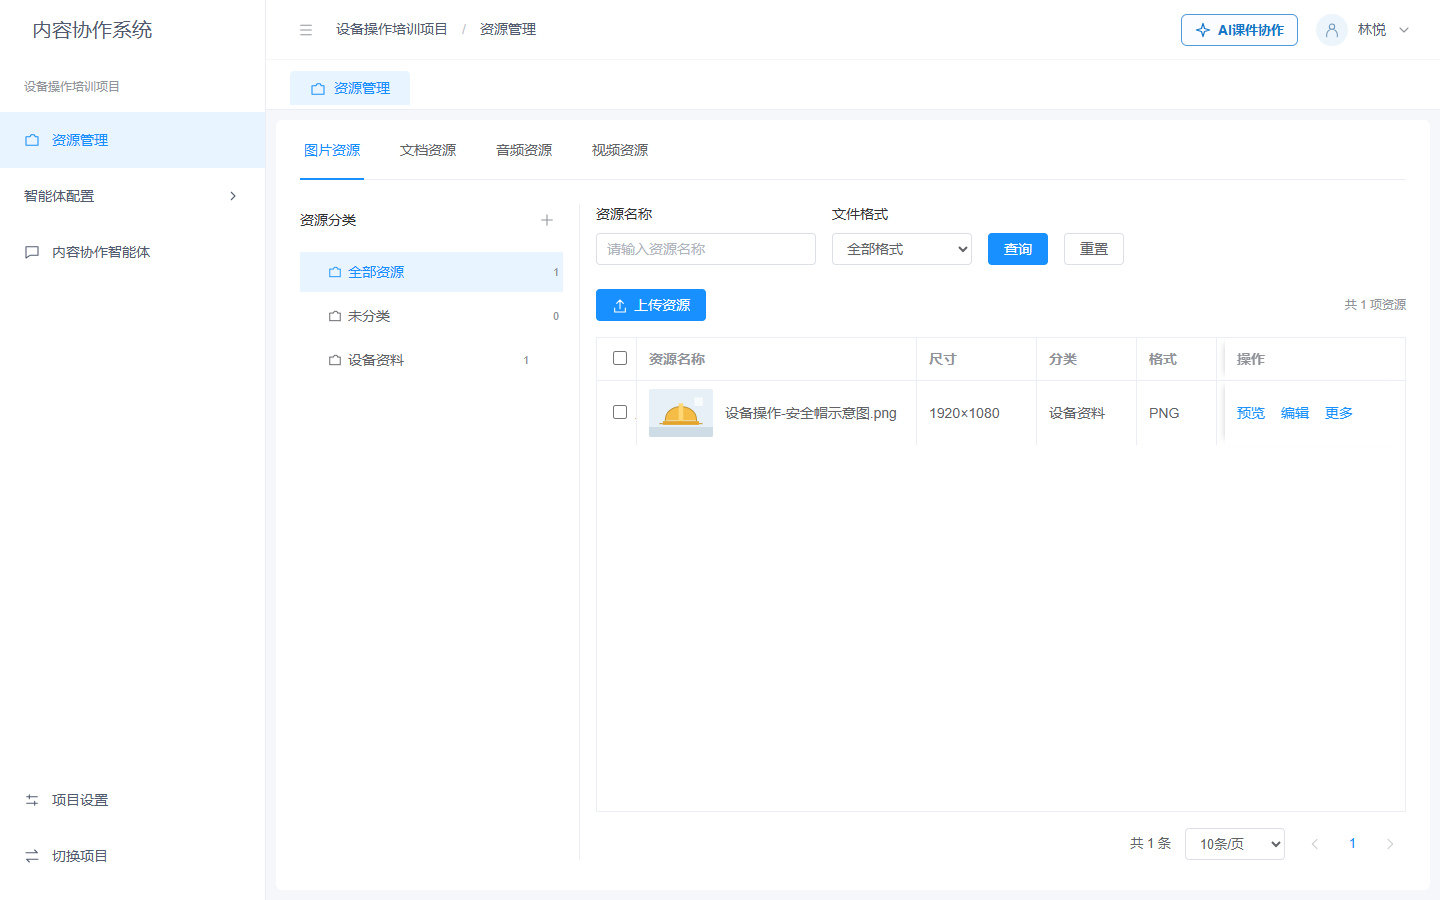 内容协作系统
设备操作培训项目 / 资源管理
AI课件协作
林悦
设备操作培训项目
资源管理
资源管理
智能体配置
内容协作智能体
项目设置
切换项目
图片资源 文档资源 音频资源 视频资源
资源分类
全部资源 1
未分类 0
设备资料 1
资源名称 文件格式
请输入资源名称 全部格式 查询 重置
上传资源 共 1 项资源
资源名称 尺寸 分类 格式 操作
设备操作-安全帽示意图.png 1920×1080 设备资料 PNG 预览 编辑 更多
共 1 条 10条/页 1